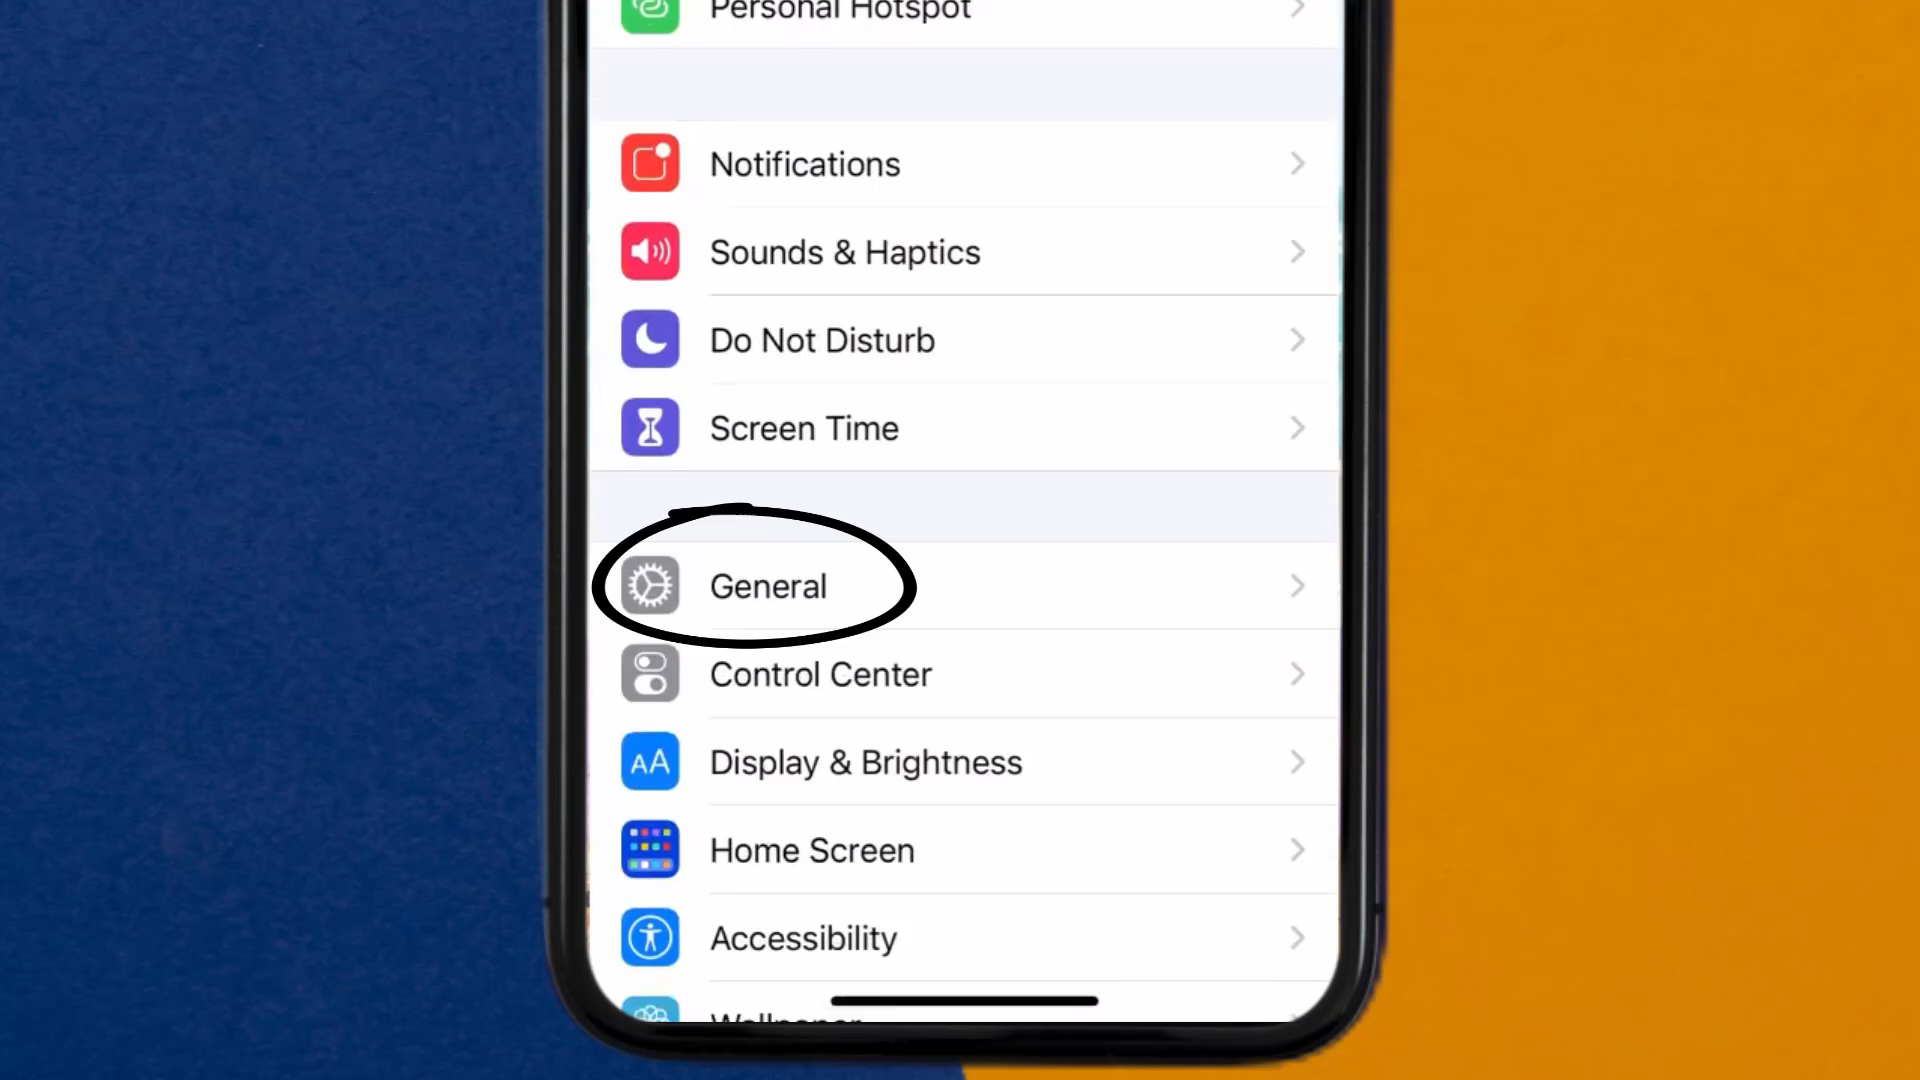 Personal Hotspot
Notifications
Sounds & Haptics
Do Not Disturb
Screen Time
General
Control Center
AA Display & Brightness
Home Screen
Accessibility
Wallpaper